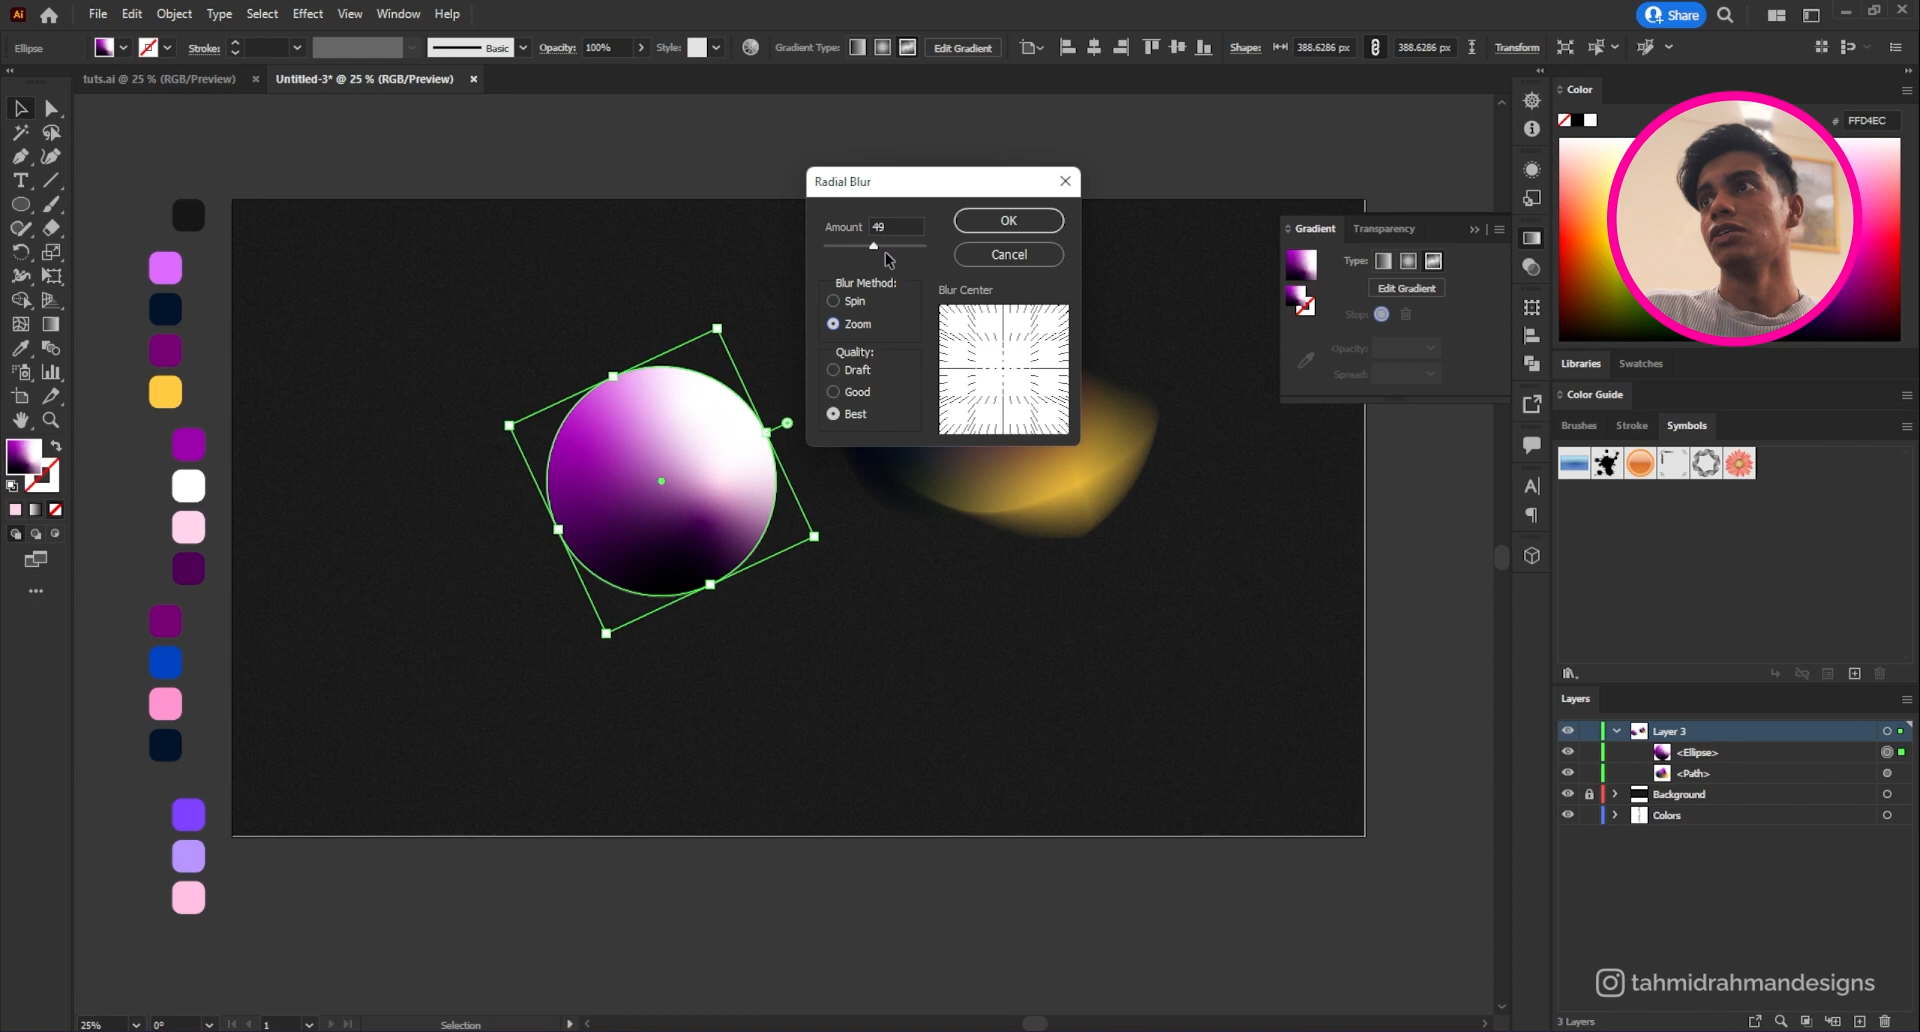 Ai File Edit Object Type Select Effect View Window Help Share
Ellipse Stroke: Basic Opacity: 100% Style: Gradient Type: Edit Gradient Shape: 388.6286 px 388.6286 px Transform
tuts.ai @ 25 % (RGB/Preview) Untitled-3* @ 25 % (RGB/Preview)
Color
# FFD4EC
Radial Blur
Amount 49 OK
Cancel
Blur Method: Blur Center
Spin
Zoom
Quality:
Draft
Good
Best
Gradient Transparency
Type:
Edit Gradient
Stop:
Opacity:
Spread:
Libraries Swatches
Color Guide
Brushes Stroke Symbols
Layers
Layer 3
<Ellipse>
<Path>
Background
Colors
tahmidrahmandesigns
25% 0° 1 Selection 3 Layers